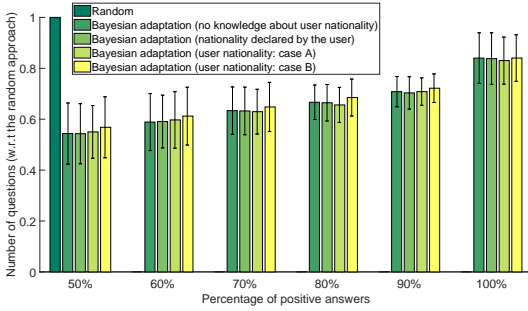 Number of questions (w.r.t the random approach)
1
0.8
0.6
0.4
0.2
0
Random
Bayesian adaptation (no knowledge about user nationality)
Bayesian adaptation (nationality declared by the user)
Bayesian adaptation (user nationality: case A)
Bayesian adaptation (user nationality: case B)
50% 60% 70% 80% 90% 100%
Percentage of positive answers